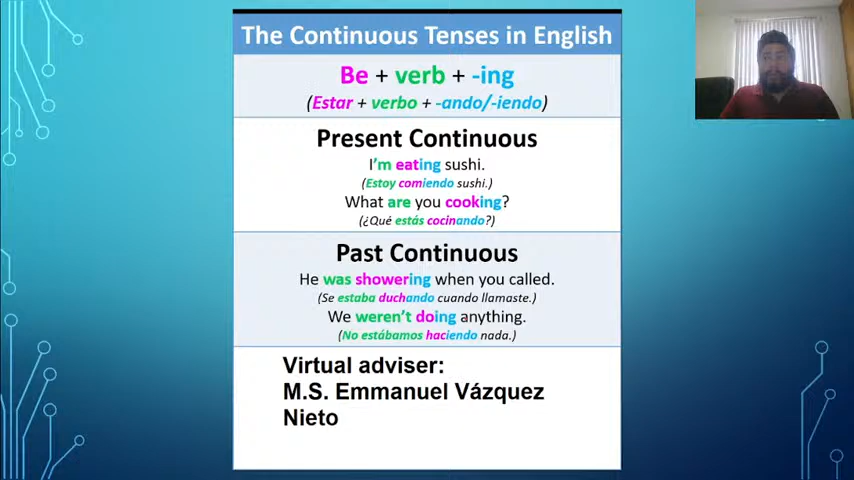 The Continuous Tenses in English
Be + verb + -ing
(Estar + verbo + -ando/-iendo)
Present Continuous
I'm eating sushi.
(Estoy comiendo sushi.)
What are you cooking?
(¿Qué estás cocinando?)
Past Continuous
He was showering when you called.
(Se estaba duchando cuando llamaste.)
We weren't doing anything.
(No estábamos haciendo nada.)
Virtual adviser:
M.S. Emmanuel Vázquez
Nieto